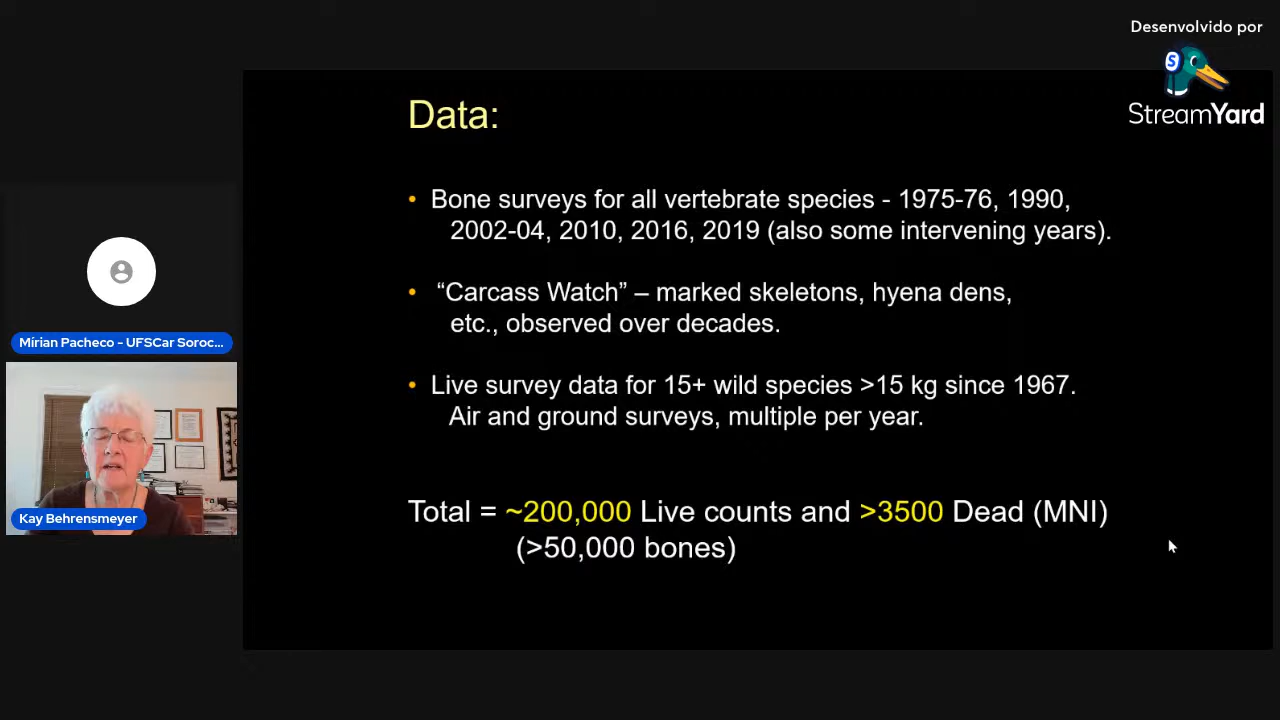 Desenvolvido por
S
StreamYard
Data:
• Bone surveys for all vertebrate species - 1975-76, 1990,
2002-04, 2010, 2016, 2019 (also some intervening years).
• “Carcass Watch” – marked skeletons, hyena dens,
etc., observed over decades.
• Live survey data for 15+ wild species >15 kg since 1967.
Air and ground surveys, multiple per year.
Total = ~200,000 Live counts and >3500 Dead (MNI)
(>50,000 bones)
Mírian Pacheco - UFSCar Soroc...
Kay Behrensmeyer